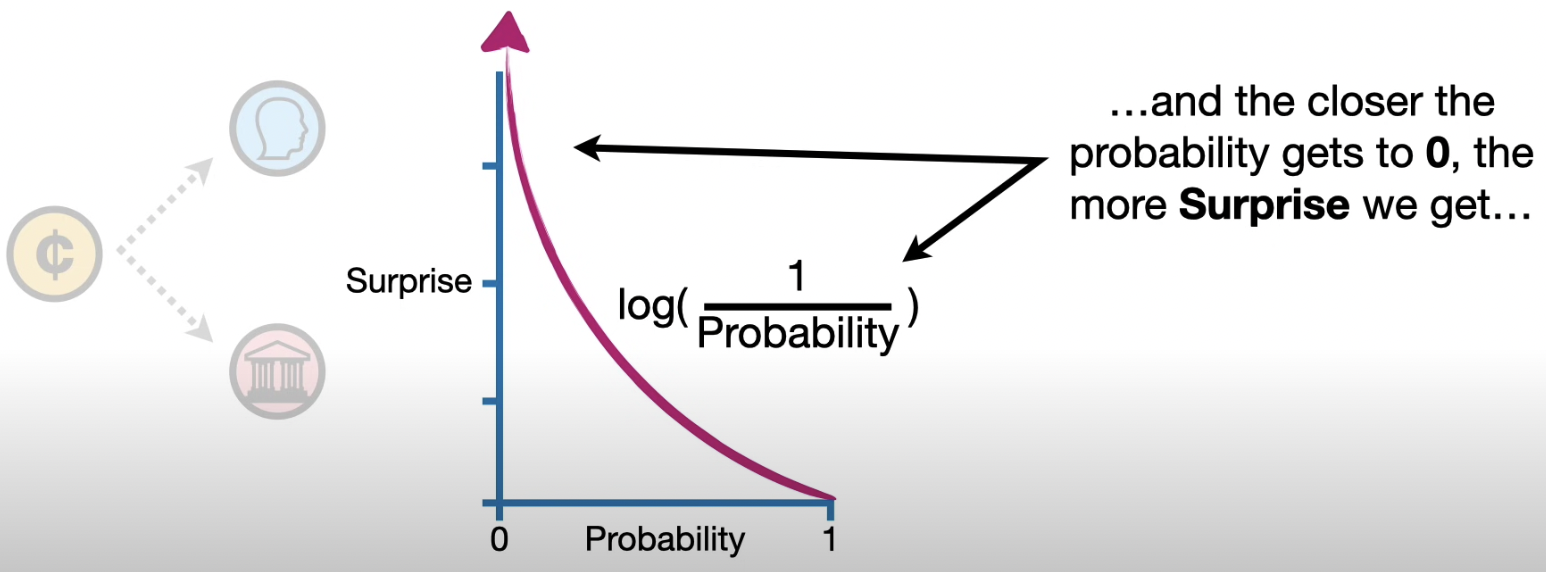 …and the closer the
probability gets to 0, the
more Surprise we get…
¢
Surprise
log( 1 / Probability )
0
Probability
1